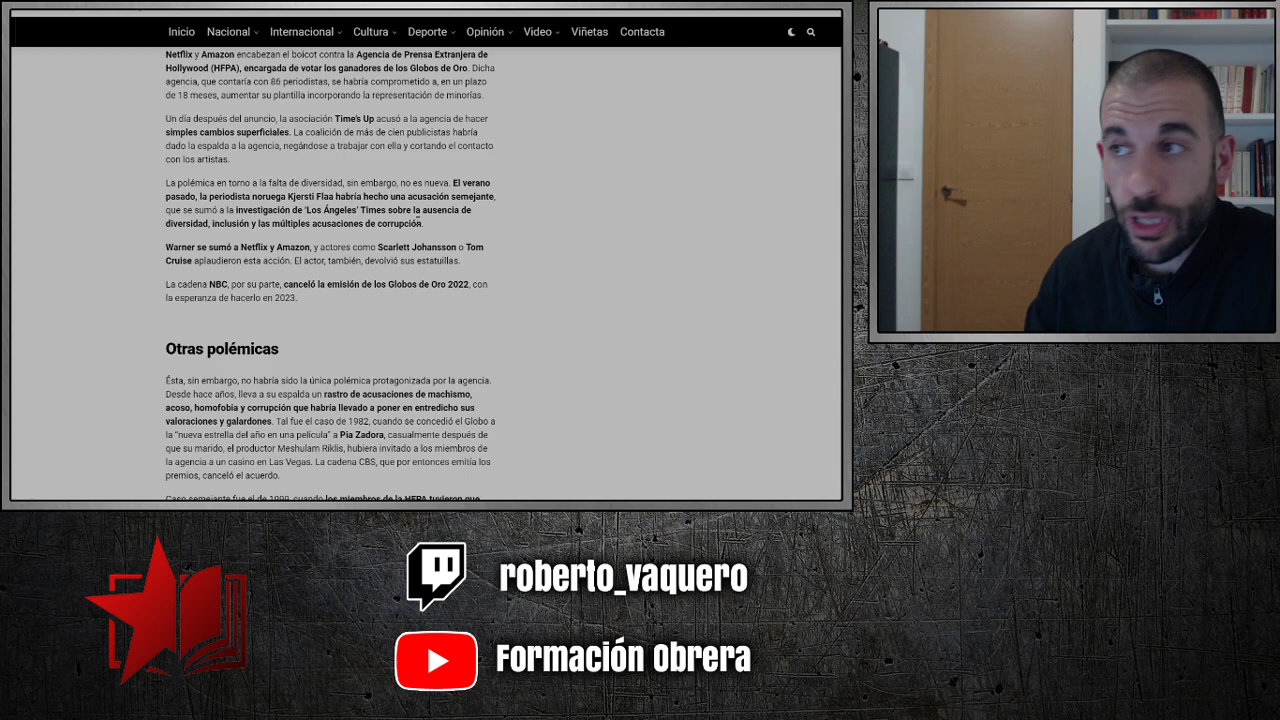 Inicio Nacional Internacional Cultura Deporte Opinión Video Viñetas Contacta
Netflix y Amazon encabezan el boicot contra la Agencia de Prensa Extranjera de
Hollywood (HFPA), encargada de votar los ganadores de los Globos de Oro. Dicha
agencia, que contaría con 86 periodistas, se habría comprometido a, en un plazo
de 18 meses, aumentar su plantilla incorporando la representación de minorías.
Un día después del anuncio, la asociación Time's Up acusó a la agencia de hacer
simples cambios superficiales. La coalición de más de cien publicistas habría
dado la espalda a la agencia, negándose a trabajar con ella y cortando el contacto
con los artistas.
La polémica en torno a la falta de diversidad, sin embargo, no es nueva. El verano
pasado, la periodista noruega Kjersti Flaa habría hecho una acusación semejante,
que se sumó a la investigación de 'Los Ángeles' Times sobre la ausencia de
diversidad, inclusión y las múltiples acusaciones de corrupción.
Warner se sumó a Netflix y Amazon, y actores como Scarlett Johansson o Tom
Cruise aplaudieron esta acción. El actor, también, devolvió sus estatuillas.
La cadena NBC, por su parte, canceló la emisión de los Globos de Oro 2022, con
la esperanza de hacerlo en 2023.
Otras polémicas
Ésta, sin embargo, no habría sido la única polémica protagonizada por la agencia.
Desde hace años, lleva a su espalda un rastro de acusaciones de machismo,
acoso, homofobia y corrupción que habría llevado a poner en entredicho sus
valoraciones y galardones. Tal fue el caso de 1982, cuando se concedió el Globo a
la "nueva estrella del año en una película" a Pia Zadora, casualmente después de
que su marido, el productor Meshulam Riklis, hubiera invitado a los miembros de
la agencia a un casino en Las Vegas. La cadena CBS, que por entonces emitía los
premios, canceló el acuerdo.
Caso semejante fue el de 1999, cuando los miembros de la HFPA tuvieron que
roberto_vaquero
Formación Obrera